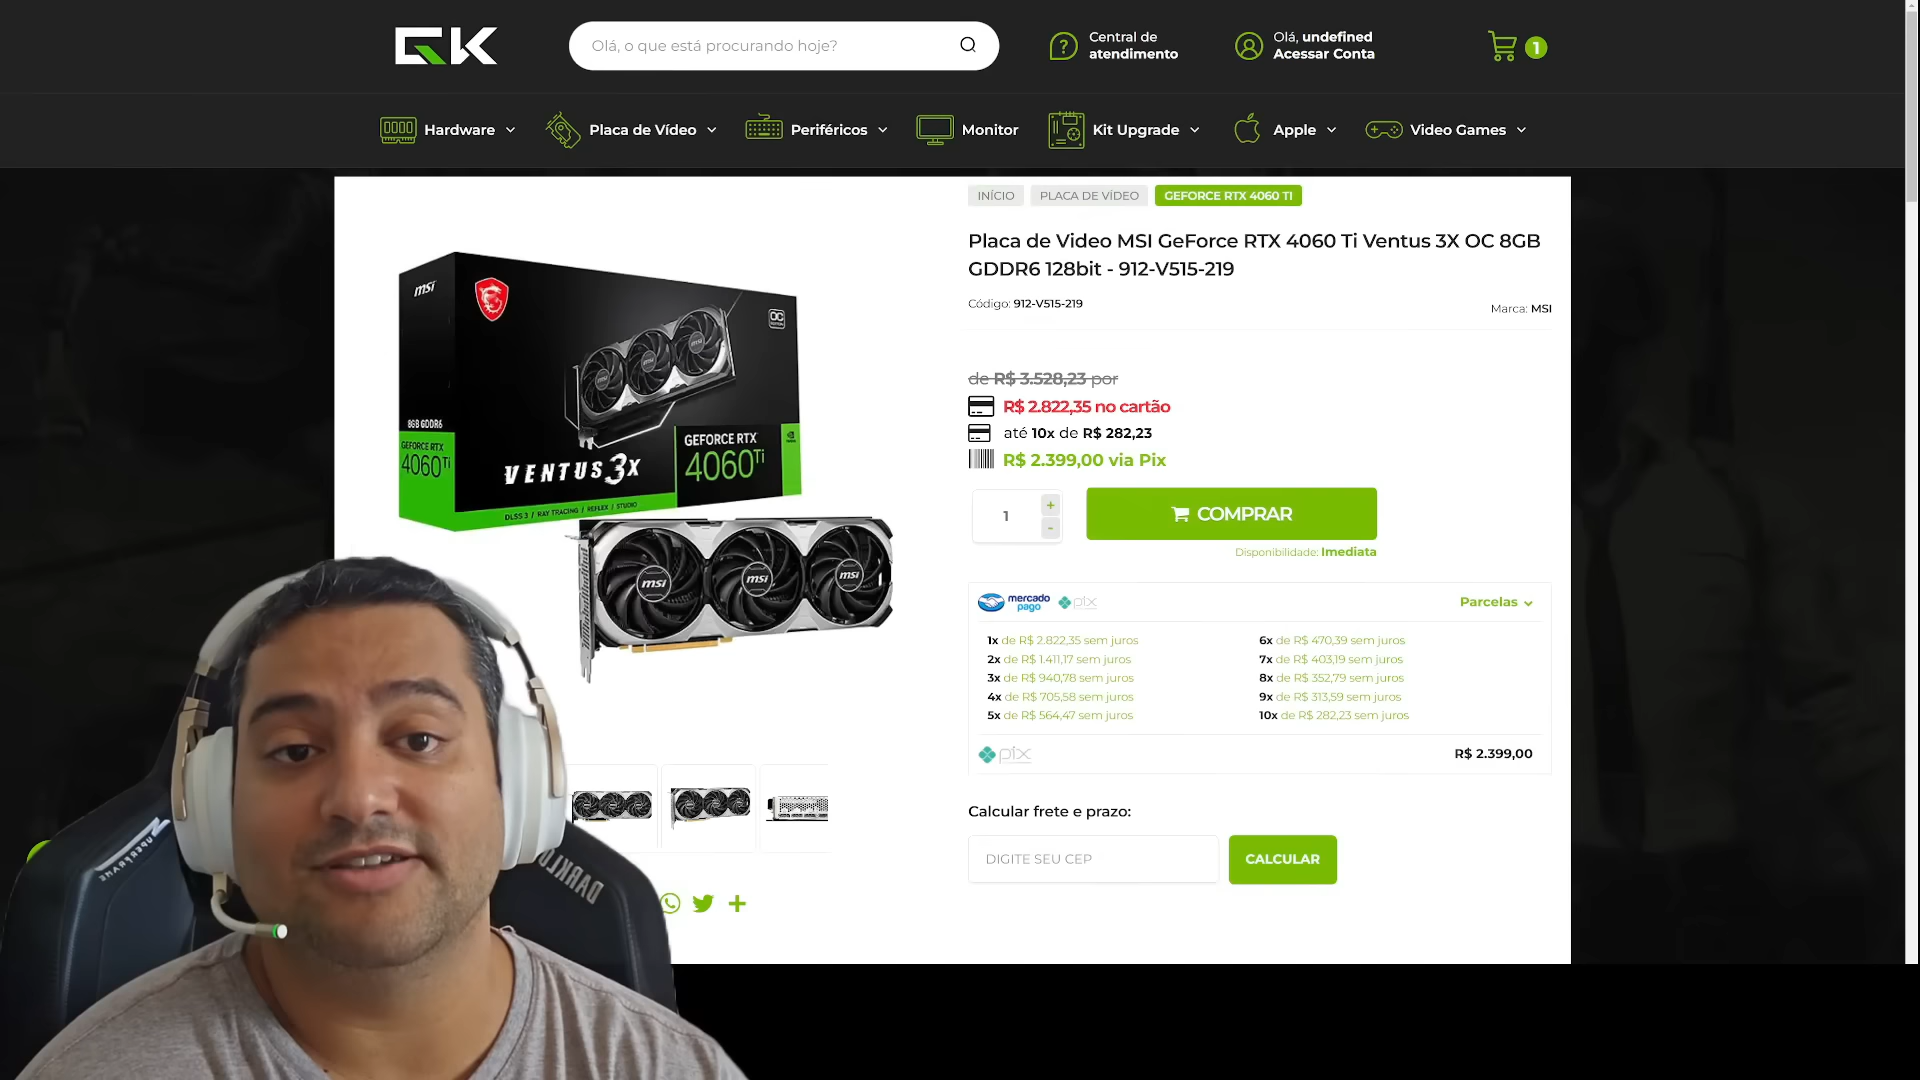 GK
Olá, o que está procurando hoje?
Central de
atendimento
Olá, undefined
Acessar Conta
1
Hardware
Placa de Vídeo
Periféricos
Monitor
Kit Upgrade
Apple
Video Games
INÍCIO
PLACA DE VÍDEO
GEFORCE RTX 4060 TI
Placa de Video MSI GeForce RTX 4060 Ti Ventus 3X OC 8GB
GDDR6 128bit - 912-V515-219
Código: 912-V515-219
Marca: MSI
msi
OC
EDITION
8GB GDDR6
GEFORCE RTX
4060 Ti
VENTUS 3X
GEFORCE RTX
4060 Ti
DLSS 3 / RAY TRACING / REFLEX / STUDIO
msi
msi
msi
de R$ 3.528,23 por
R$ 2.822,35 no cartão
até 10x de R$ 282,23
R$ 2.399,00 via Pix
1
+
-
COMPRAR
Disponibilidade: Imediata
mercado
pago
pix
Parcelas
1x de R$ 2.822,35 sem juros
2x de R$ 1.411,17 sem juros
3x de R$ 940,78 sem juros
4x de R$ 705,58 sem juros
5x de R$ 564,47 sem juros
6x de R$ 470,39 sem juros
7x de R$ 403,19 sem juros
8x de R$ 352,79 sem juros
9x de R$ 313,59 sem juros
10x de R$ 282,23 sem juros
pix
R$ 2.399,00
Calcular frete e prazo:
DIGITE SEU CEP
CALCULAR
SUPERFRAME